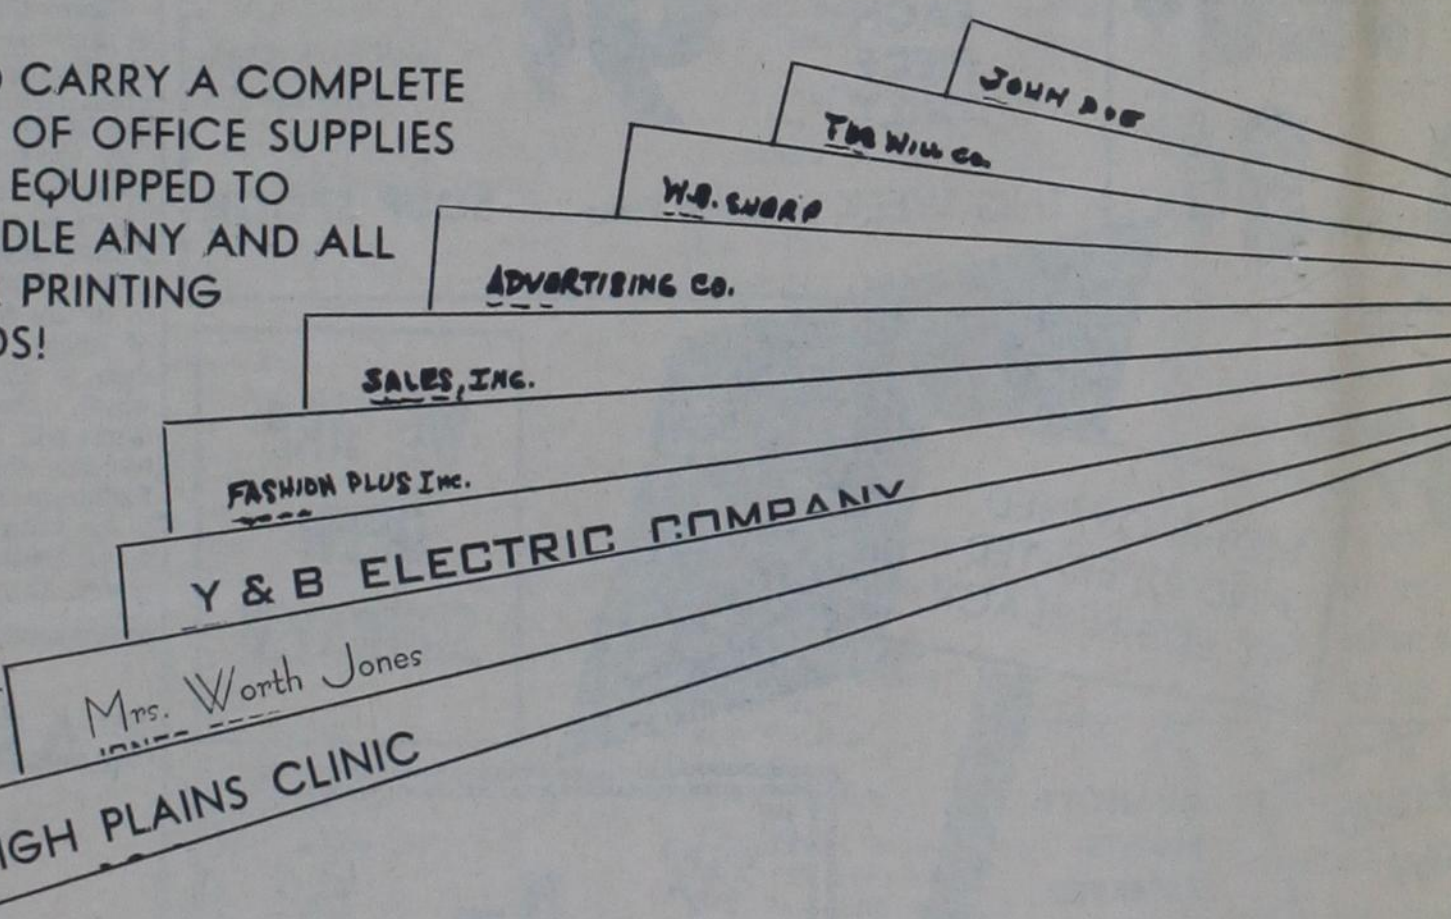 CARRY A COMPLETE
OF OFFICE SUPPLIES
EQUIPPED TO
DLE ANY AND ALL
PRINTING
DS!
JOHN DOE
THE WILL CO.
W.B. SHARP
ADVERTISING CO.
SALES, INC.
FASHION PLUS Inc.
Y & B ELECTRIC COMPANY
Mrs. Worth Jones
IGH PLAINS CLINIC